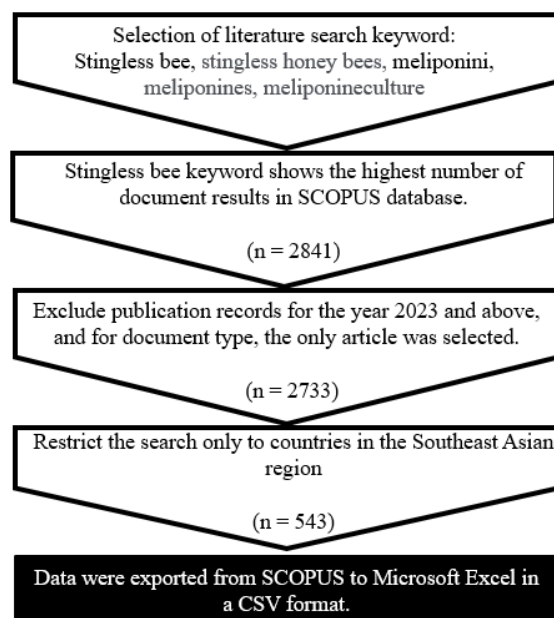 Selection of literature search keyword:
Stingless bee, stingless honey bees, meliponini,
meliponines, meliponineculture
Stingless bee keyword shows the highest number of
document results in SCOPUS database.
(n = 2841)
Exclude publication records for the year 2023 and above,
and for document type, the only article was selected.
(n = 2733)
Restrict the search only to countries in the Southeast Asian
region
(n = 543)
Data were exported from SCOPUS to Microsoft Excel in
a CSV format.